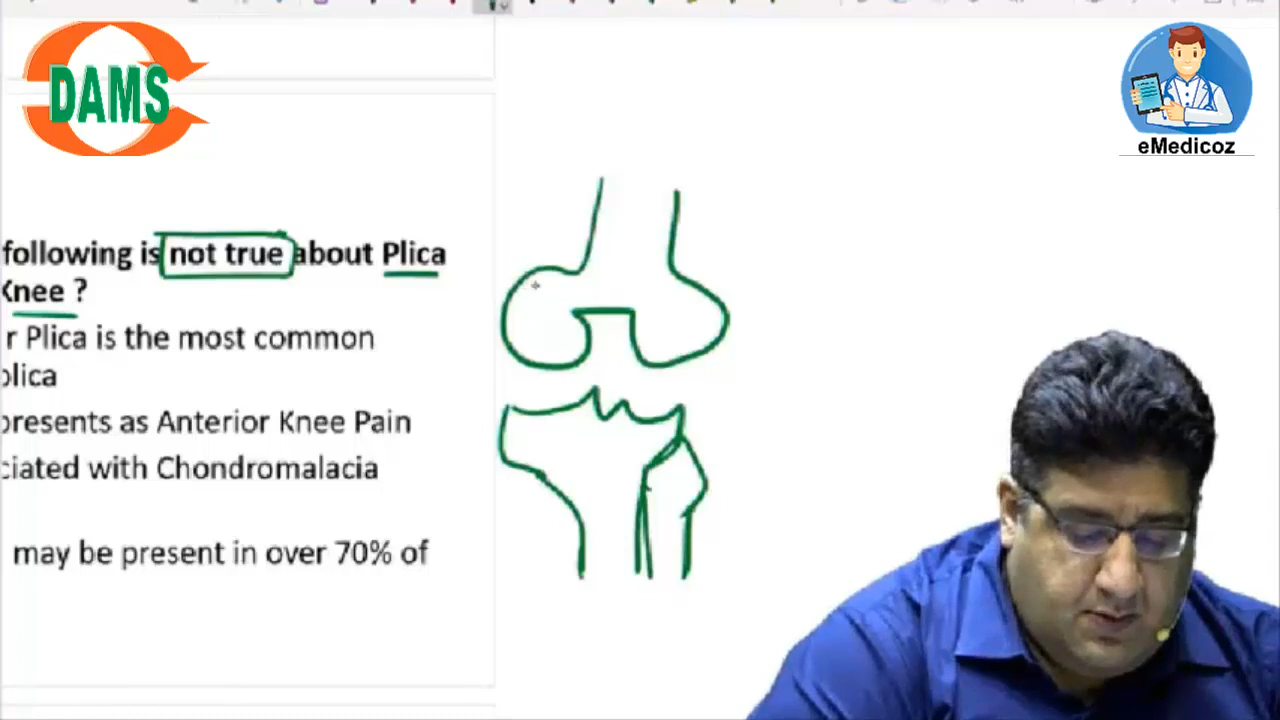 DAMS
eMedicoz
following is not true about Plica
Knee ?
r Plica is the most common
plica
presents as Anterior Knee Pain
ciated with Chondromalacia
may be present in over 70% of